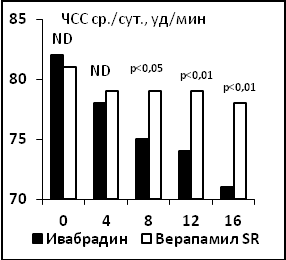 ЧСС ср./сут., уд/мин
85
ND
80
ND
p<0,05
p<0,01
p<0,01
75
70
0 4 8 12 16
Ивабрадин Верапамил SR